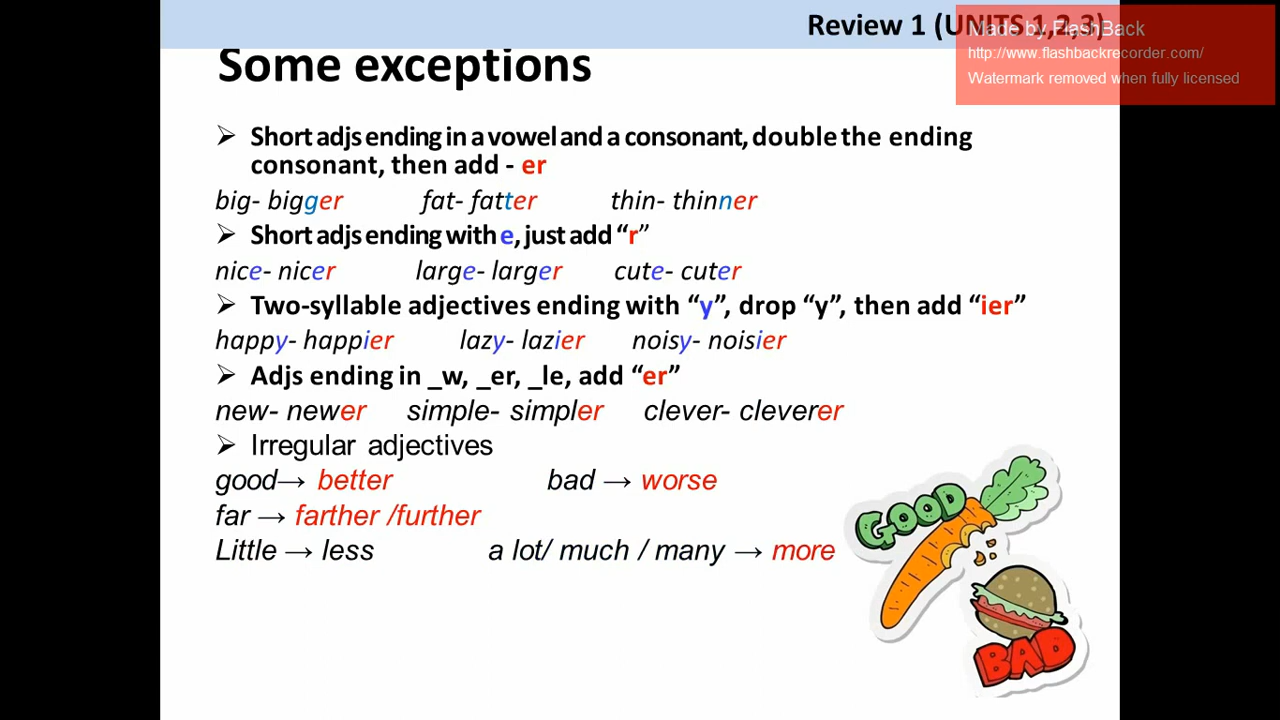 Review 1 (UNITS 1,2,3)
Made by FlashBack
http://www.flashbackrecorder.com/
Watermark removed when fully licensed
Some exceptions
➢ Short adjs ending in a vowel and a consonant, double the ending
consonant, then add - er
big- bigger fat- fatter thin- thinner
➢ Short adjs ending with e, just add “r”
nice- nicer large- larger cute- cuter
➢ Two-syllable adjectives ending with “y”, drop “y”, then add “ier”
happy- happier lazy- lazier noisy- noisier
➢ Adjs ending in _w, _er, _le, add “er”
new- newer simple- simpler clever- cleverer
➢ Irregular adjectives
good→ better bad → worse
far → farther /further
Little → less a lot/ much / many → more
GOOD
BAD